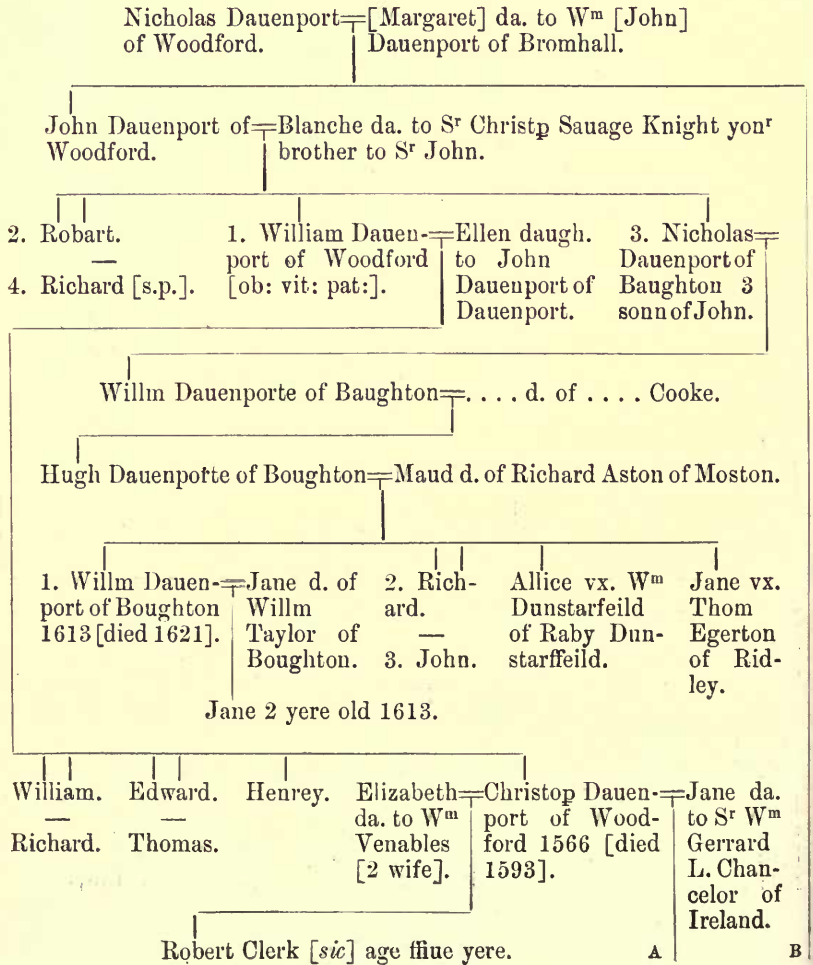 Nicholas Dauenport=[Margaret] da. to Wᵐ [John]
of Woodford. Dauenport of Bromhall.
John Dauenport of=Blanche da. to Sʳ Christꝑ Sauage Knight yonʳ
Woodford. brother to Sʳ John.
2. Robart.
—
4. Richard [s.p.].
1. William Dauen-
port of Woodford
[ob: vit: pat:].
=Ellen daugh.
to John
Dauenport of
Dauenport.
3. Nicholas=
Dauenport of
Baughton 3
sonn of John.
Willm Dauenporte of Baughton=. . . . d. of . . . . Cooke.
Hugh Dauenporte of Boughton=Maud d. of Richard Aston of Moston.
1. Willm Dauen-
port of Boughton
1613 [died 1621].
=Jane d. of
Willm
Taylor of
Boughton.
2. Rich-
ard.
—
3. John.
Allice vx. Wᵐ
Dunstarfeild
of Raby Dun-
starffeild.
Jane vx.
Thom
Egerton
of Rid-
ley.
Jane 2 yere old 1613.
William.
—
Richard.
Edward.
—
Thomas.
Henrey.
Elizabeth
da. to Wᵐ
Venables
[2 wife].
=Christoꝑ Dauen-
port of Wood-
ford 1566 [died
1593].
=Jane da.
to Sʳ Wᵐ
Gerrard
L. Chan-
celor of
Ireland.
Robert Clerk [sic] age ffiue yere.
A
B